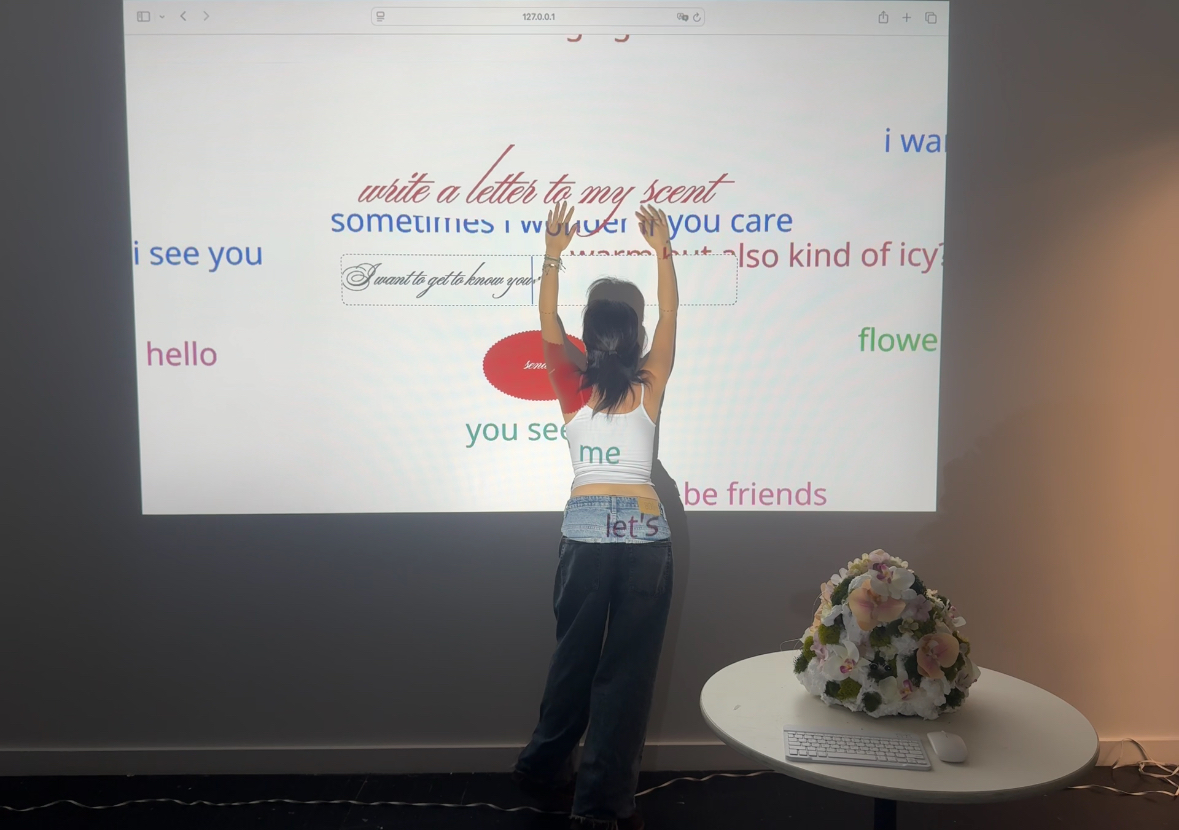 127.0.0.1
i wa
write a letter to my scent
sometimes i wonder if you care
i see you
warm but also kind of icy?
I want to get to know you
hello
flowe
send
you see
me
be friends
let's